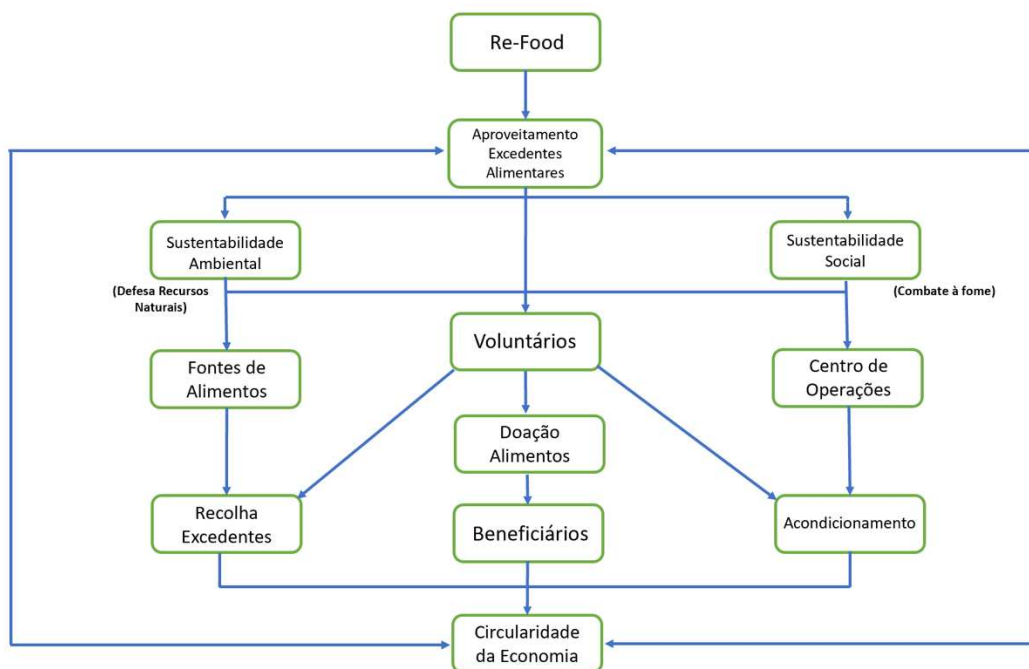 Re-Food
Aproveitamento
Excedentes
Alimentares
Sustentabilidade
Ambiental
Sustentabilidade
Social
(Defesa Recursos
Naturais)
(Combate à fome)
Voluntários
Fontes de
Alimentos
Centro de
Operações
Doação
Alimentos
Recolha
Excedentes
Beneficiários
Acondicionamento
Circularidade
da Economia